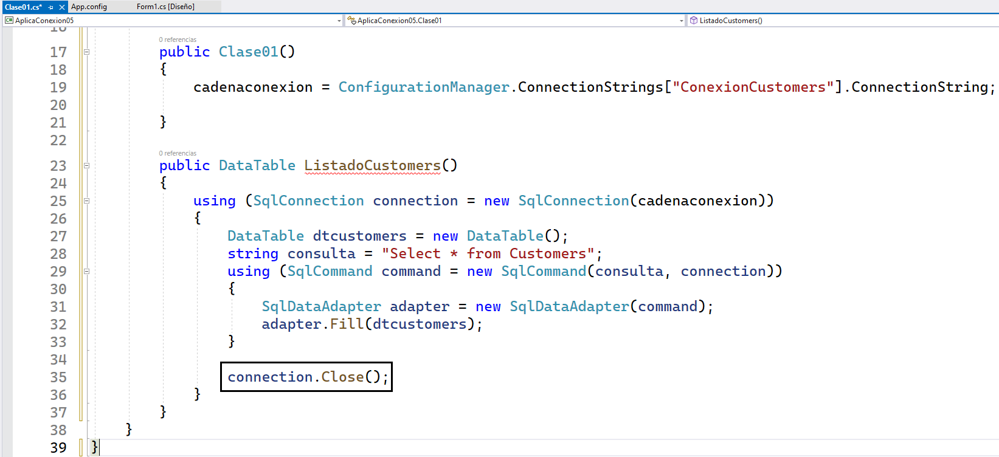 Clase01.cs*
App.config
Form1.cs [Diseño]
C# AplicaConexion05
AplicaConexion05.Clase01
ListadoCustomers()
16
0 referencias
17 public Clase01()
18 {
19 cadenaconexion = ConfigurationManager.ConnectionStrings["ConexionCustomers"].ConnectionString;
20
21 }
22
0 referencias
23 public DataTable ListadoCustomers()
24 {
25 using (SqlConnection connection = new SqlConnection(cadenaconexion))
26 {
27 DataTable dtcustomers = new DataTable();
28 string consulta = "Select * from Customers";
29 using (SqlCommand command = new SqlCommand(consulta, connection))
30 {
31 SqlDataAdapter adapter = new SqlDataAdapter(command);
32 adapter.Fill(dtcustomers);
33 }
34
35 connection.Close();
36 }
37 }
38 }
39 }